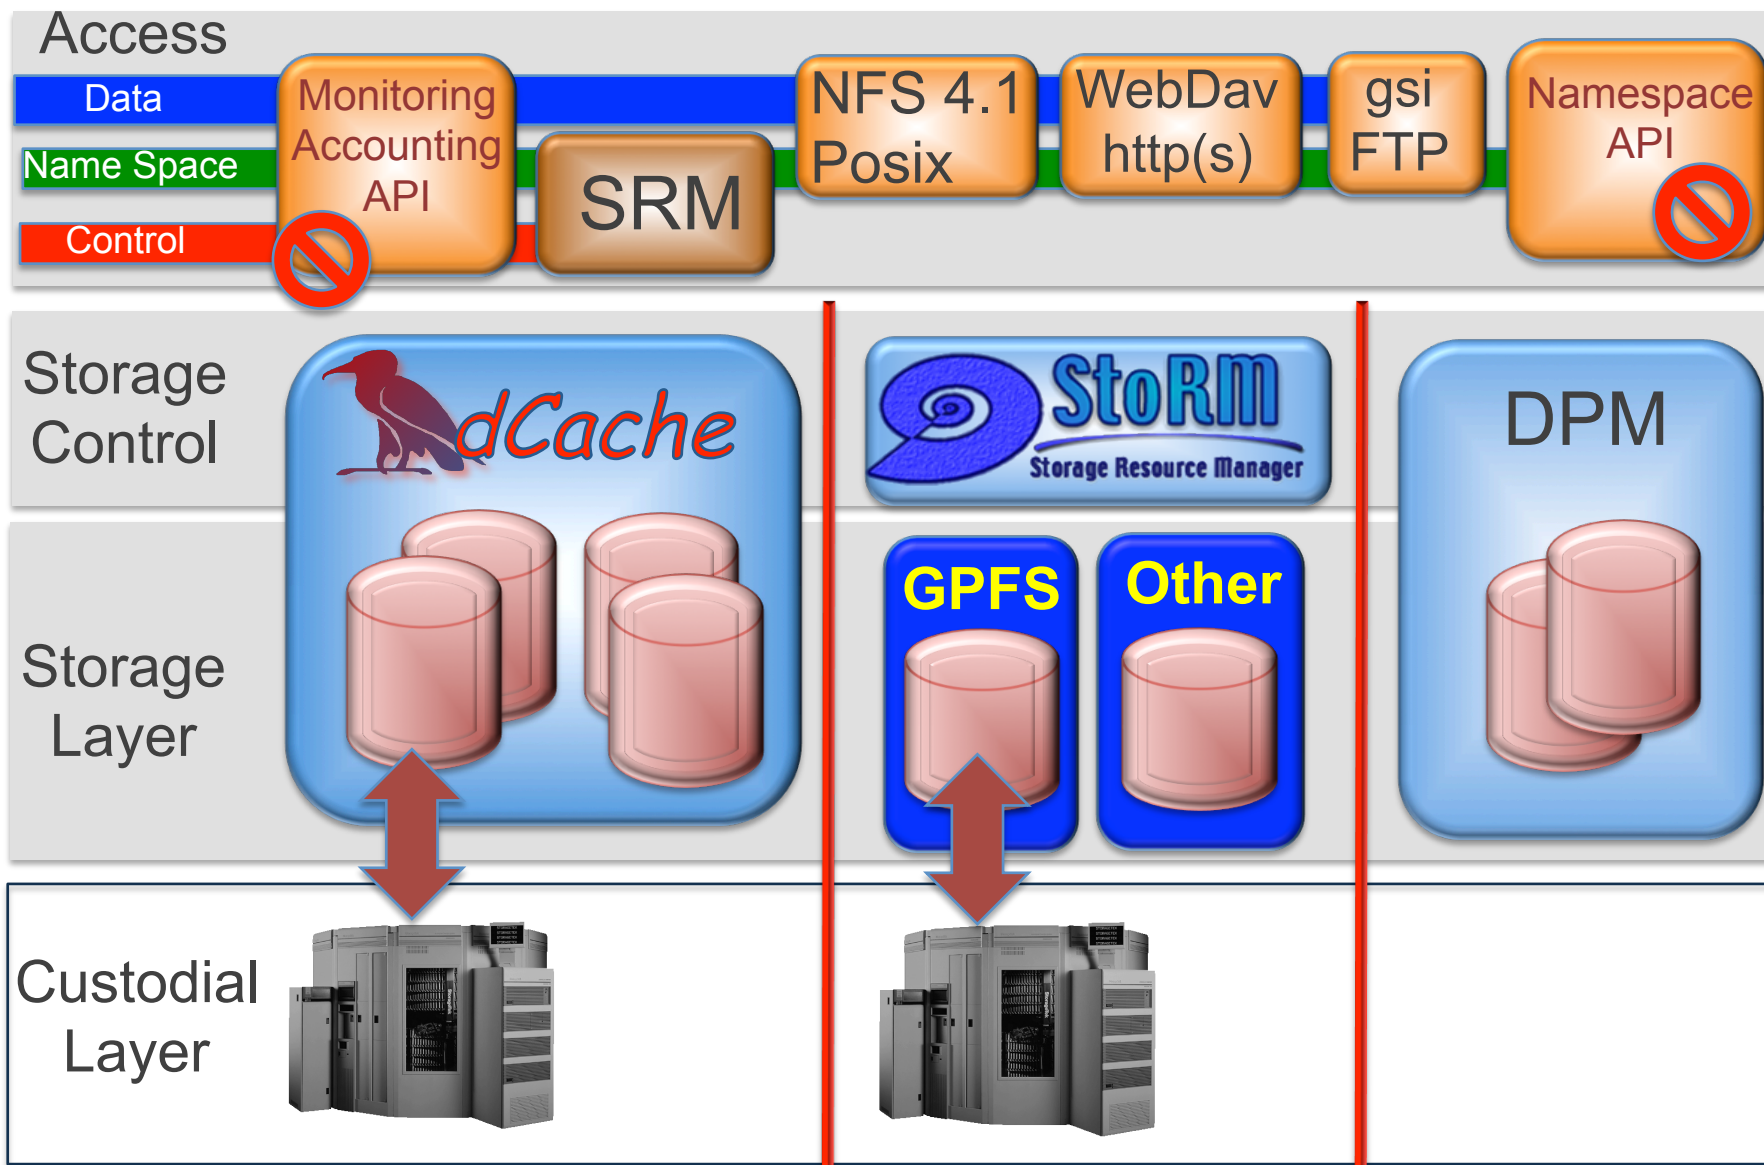 Access
Data
Name Space
Control
Monitoring
Accounting
API
SRM
NFS 4.1
Posix
WebDav
http(s)
gsi
FTP
Namespace
API
Storage
Control
dCache
StoRM
Storage Resource Manager
DPM
Storage
Layer
GPFS
Other
Custodial
Layer